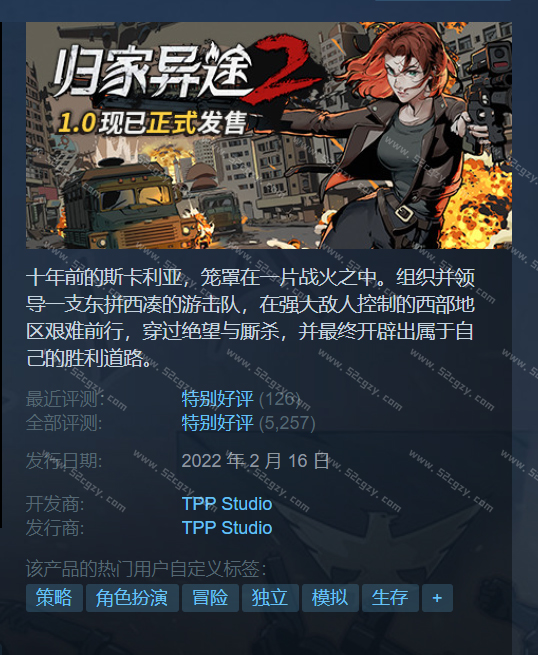 归家异途2
1.0现已正式发售
十年前的斯卡利亚，笼罩在一片战火之中。组织并领
导一支东拼西凑的游击队，在强大敌人控制的西部地
区艰难前行，穿过绝望与厮杀，并最终开辟出属于自
己的胜利道路。
最近评测： 特别好评 (126)
全部评测: 特别好评 (5,257)
发行日期: 2022 年 2 月 16 日
开发商: TPP Studio
发行商: TPP Studio
该产品的热门用户自定义标签：
策略 角色扮演 冒险 独立 模拟 生存 +
www.52cgzy.com